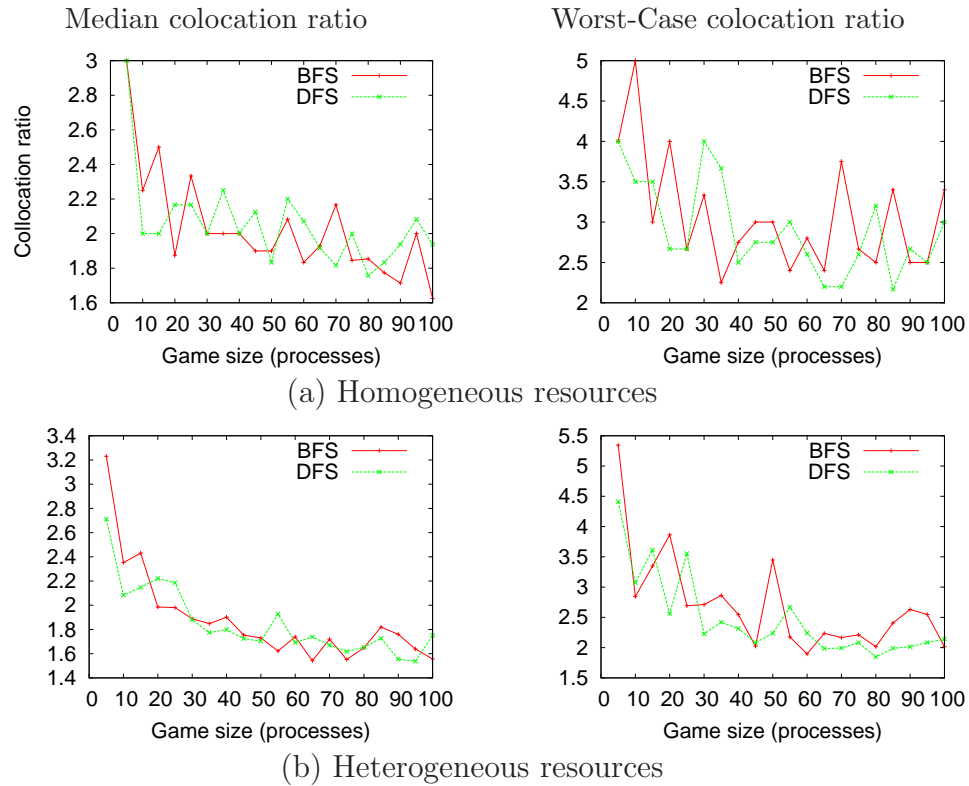 Median colocation ratio
Worst-Case colocation ratio
3
2.8
2.6
2.4
2.2
2
1.8
1.6
Collocation ratio
BFS
DFS
0 10 20 30 40 50 60 70 80 90 100
Game size (processes)
5
4.5
4
3.5
3
2.5
2
BFS
DFS
0 10 20 30 40 50 60 70 80 90 100
Game size (processes)
(a) Homogeneous resources
3.4
3.2
3
2.8
2.6
2.4
2.2
2
1.8
1.6
1.4
BFS
DFS
0 10 20 30 40 50 60 70 80 90 100
Game size (processes)
5.5
5
4.5
4
3.5
3
2.5
2
1.5
BFS
DFS
0 10 20 30 40 50 60 70 80 90 100
Game size (processes)
(b) Heterogeneous resources